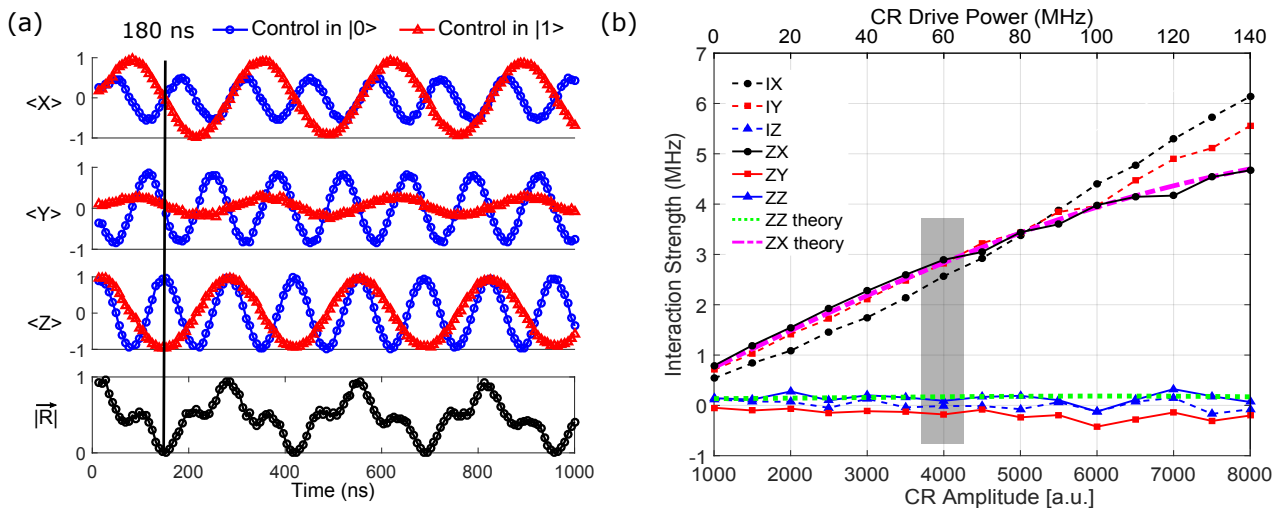 (a)
180 ns
Control in |0>
Control in |1>
<X>
1
0
-1
<Y>
1
0
-1
<Z>
1
0
-1
|R|
1
0
0 200 400 600 800 1000
Time (ns)
(b)
CR Drive Power (MHz)
0 20 40 60 80 100 120 140
Interaction Strength (MHz)
7
6
5
4
3
2
1
0
-1
IX
IY
IZ
ZX
ZY
ZZ
ZZ theory
ZX theory
1000 2000 3000 4000 5000 6000 7000 8000
CR Amplitude [a.u.]